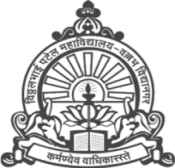 विठ्ठलभाई पटेल महाविद्यालय - वल्लभ विद्यानगर
कर्मण्येव वाधिकारस्ते